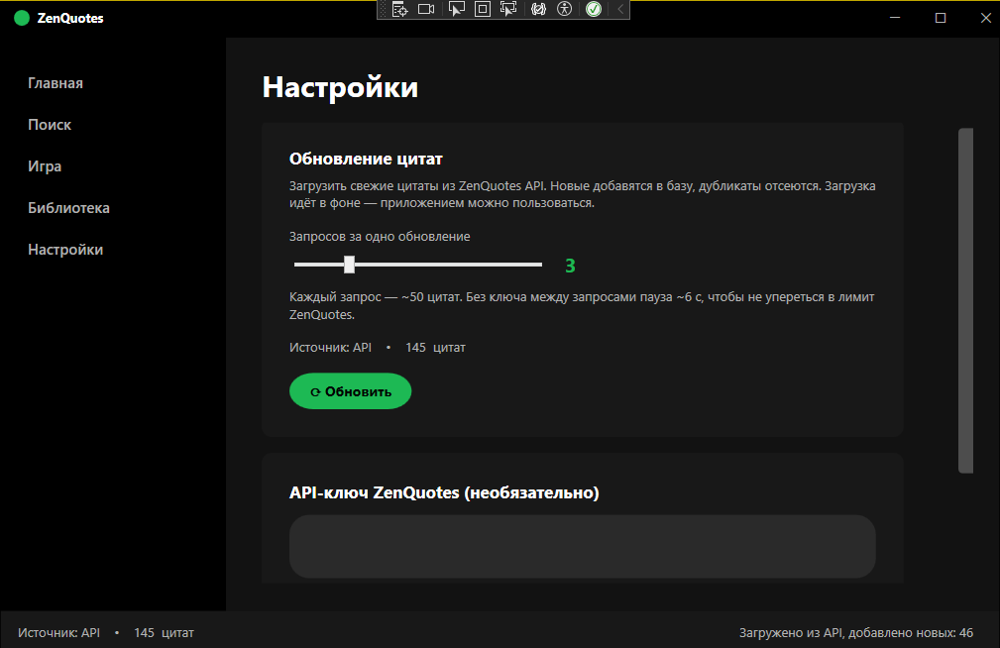 ZenQuotes
Главная
Поиск
Игра
Библиотека
Настройки
Настройки
Обновление цитат
Загрузить свежие цитаты из ZenQuotes API. Новые добавятся в базу, дубликаты отсеются. Загрузка
идёт в фоне — приложением можно пользоваться.
Запросов за одно обновление
3
Каждый запрос — ~50 цитат. Без ключа между запросами пауза ~6 с, чтобы не упереться в лимит
ZenQuotes.
Источник: API • 145 цитат
⟳ Обновить
API-ключ ZenQuotes (необязательно)
Источник: API • 145 цитат
Загружено из API, добавлено новых: 46